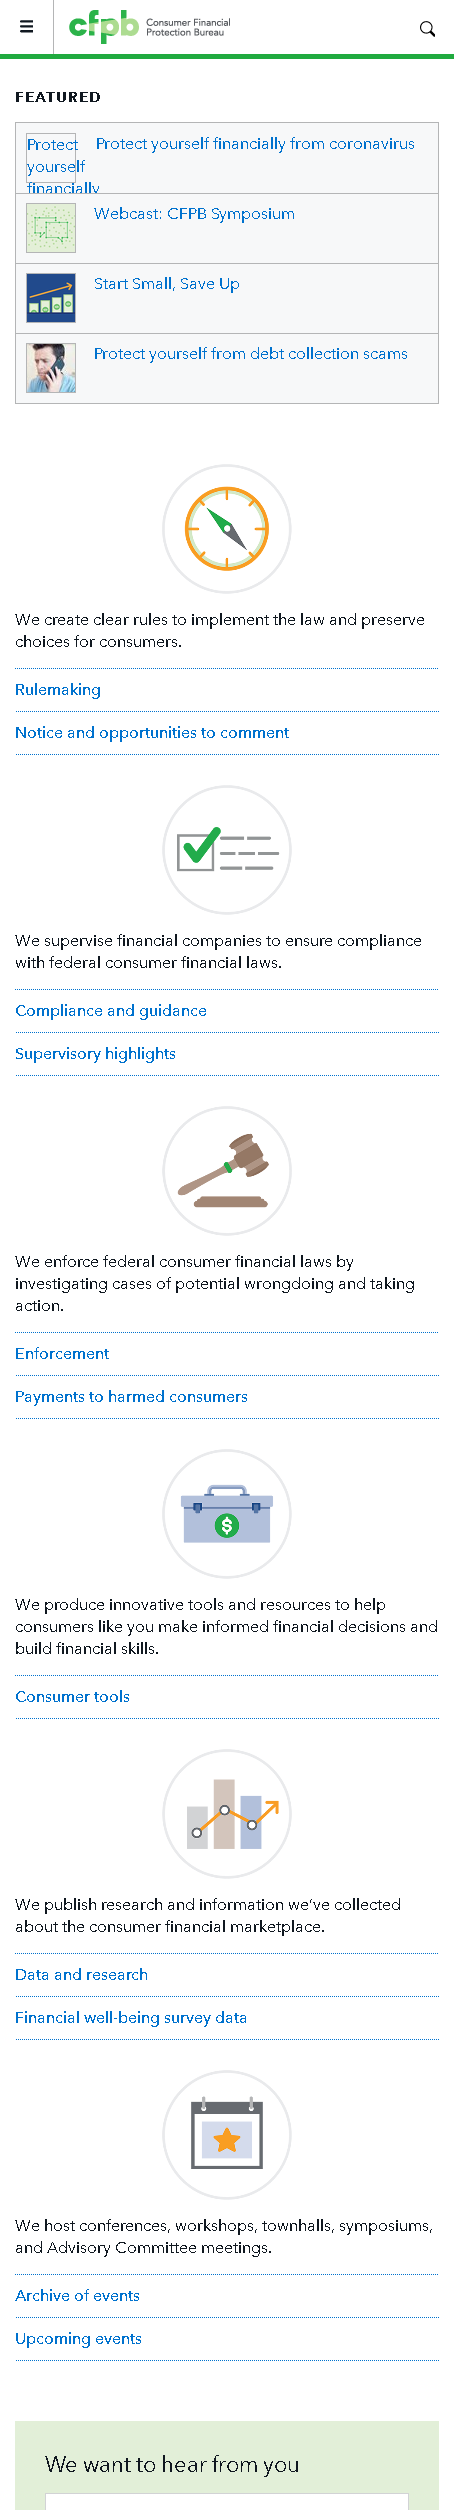 cfpb Consumer Financial
Protection Bureau
FEATURED
Protect
yourself
financially
Protect yourself financially from coronavirus
Webcast: CFPB Symposium
Start Small, Save Up
Protect yourself from debt collection scams
We create clear rules to implement the law and preserve
choices for consumers.
Rulemaking
Notice and opportunities to comment
We supervise financial companies to ensure compliance
with federal consumer financial laws.
Compliance and guidance
Supervisory highlights
We enforce federal consumer financial laws by
investigating cases of potential wrongdoing and taking
action.
Enforcement
Payments to harmed consumers
$
We produce innovative tools and resources to help
consumers like you make informed financial decisions and
build financial skills.
Consumer tools
We publish research and information we’ve collected
about the consumer financial marketplace.
Data and research
Financial well-being survey data
We host conferences, workshops, townhalls, symposiums,
and Advisory Committee meetings.
Archive of events
Upcoming events
We want to hear from you